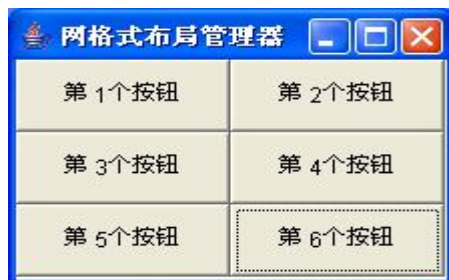 网格式布局管理器
第 1个按钮 第 2个按钮
第 3个按钮 第 4个按钮
第 5个按钮 第 6个按钮